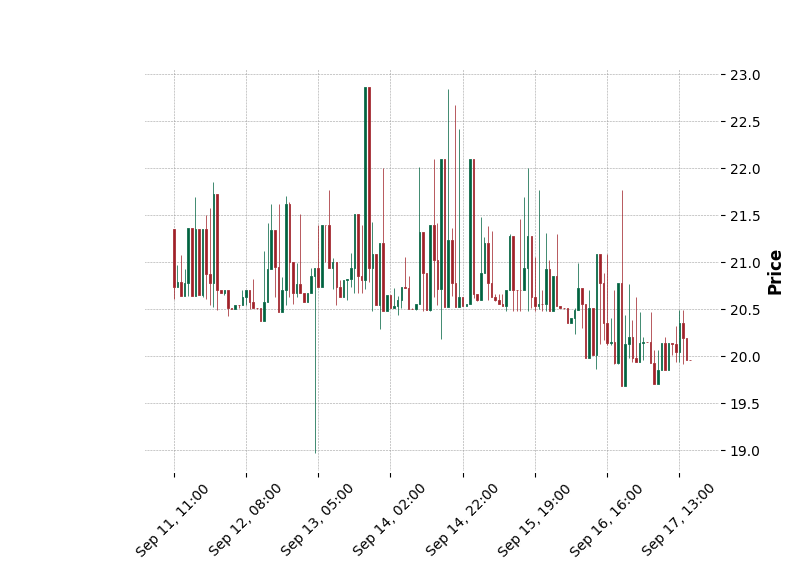 23.0
22.5
22.0
21.5
21.0
20.5
20.0
19.5
19.0
Price
Sep 11, 11:00
Sep 12, 08:00
Sep 13, 05:00
Sep 14, 02:00
Sep 14, 22:00
Sep 15, 19:00
Sep 16, 16:00
Sep 17, 13:00